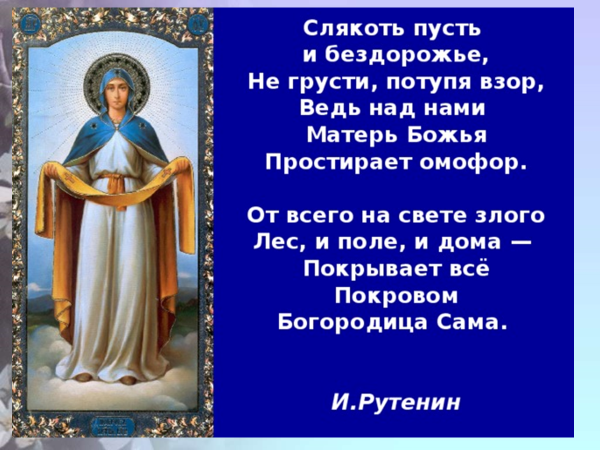 Слякоть пусть
и бездорожье,
Не грусти, потупя взор,
Ведь над нами
Матерь Божья
Простирает омофор.
От всего на свете злого
Лес, и поле, и дома —
Покрывает всё
Покровом
Богородица Сама.
И.Рутенин